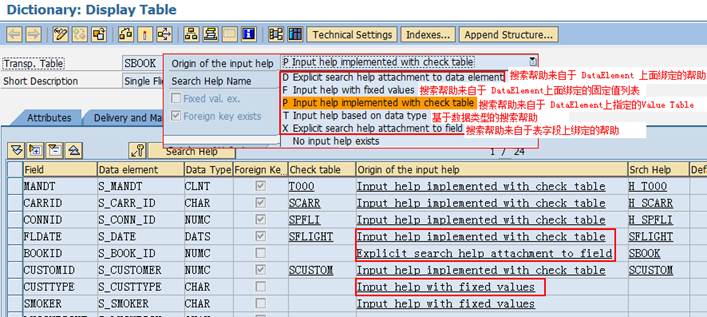 Dictionary: Display Table
Technical Settings Indexes... Append Structure...
Transp. Table SBOOK
Short Description Single Fli
Origin of the input help P Input help implemented with check table
Search Help Name
D Explicit search help attachment to data element 搜索帮助来自于 DataElement 上面绑定的帮助
F Input help with fixed values 搜索帮助来自于 DataElement上绑定的固定值列表
Fixed val. ex.
P Input help implemented with check table 搜索帮助来自于 DataElement上指定的Value Table
Foreign key exists
T Input help based on data type 基于数据类型的搜索帮助
X Explicit search help attachment to field 搜索帮助来自于表字段上绑定的帮助
No input help exists
Attributes Delivery and Ma
Search Help 1 / 24
Field Data element Data Type Foreign Ke... Check table Origin of the input help Srch Help Def
MANDT S_MANDT CLNT T000 Input help implemented with check table H_T000
CARRID S_CARR_ID CHAR SCARR Input help implemented with check table H_SCARR
CONNID S_CONN_ID NUMC SPFLI Input help implemented with check table H_SPFLI
FLDATE S_DATE DATS SFLIGHT Input help implemented with check table SFLIGHT
BOOKID S_BOOK_ID NUMC Explicit search help attachment to field SBOOK
CUSTOMID S_CUSTOMER NUMC SCUSTOM Input help implemented with check table SCUSTOM
CUSTTYPE S_CUSTTYPE CHAR Input help with fixed values
SMOKER S_SMOKER CHAR Input help with fixed values